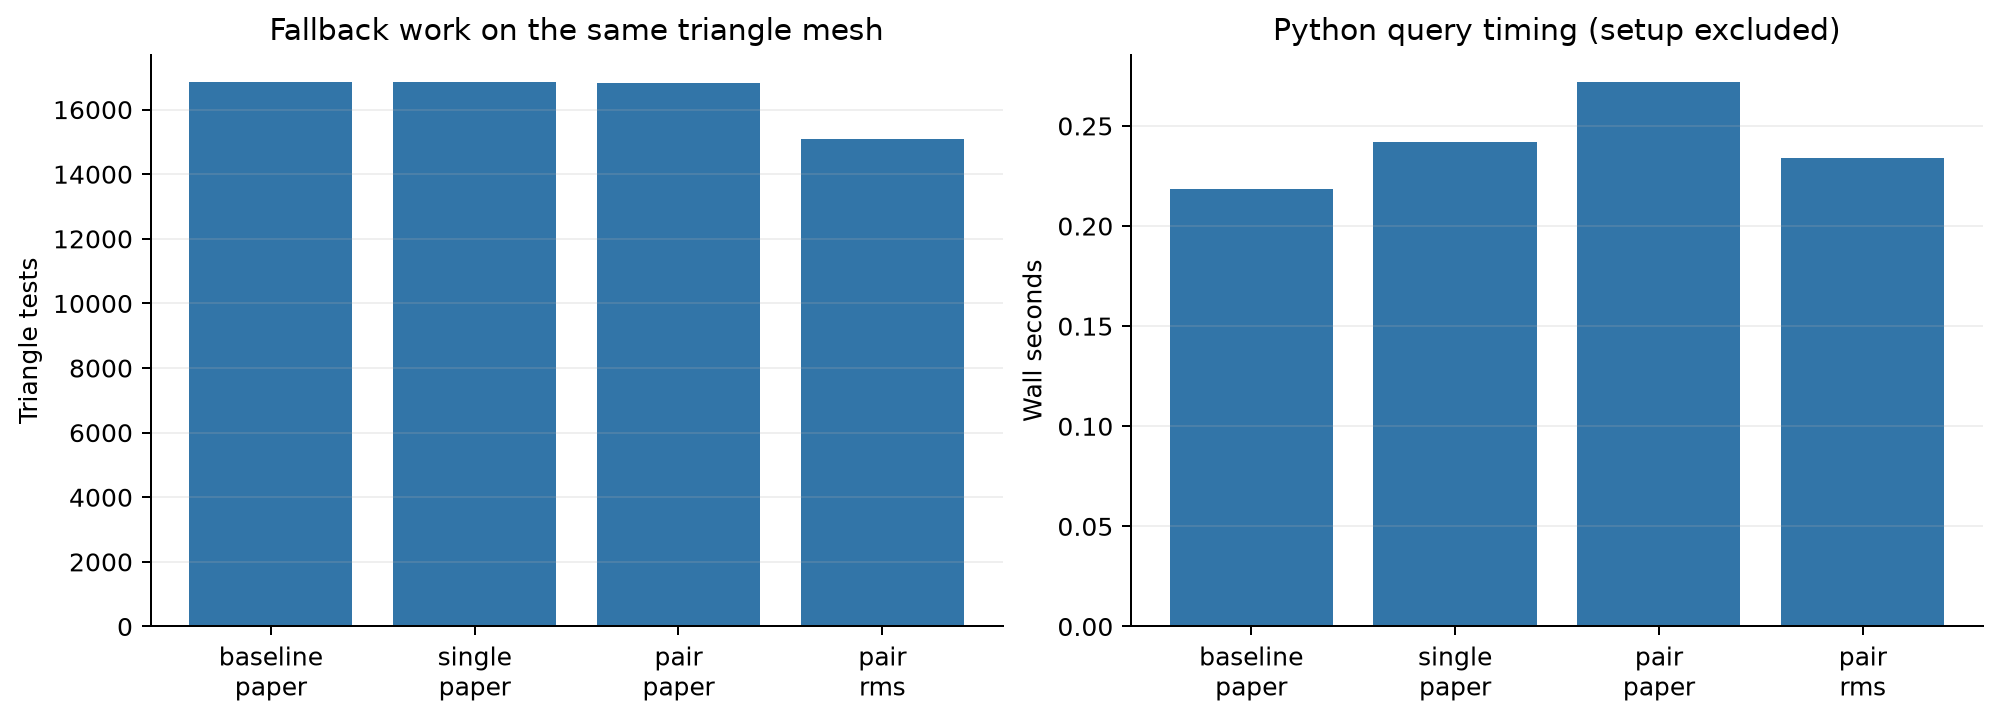 Fallback work on the same triangle mesh
Triangle tests
16000
14000
12000
10000
8000
6000
4000
2000
0
baseline
paper
single
paper
pair
paper
pair
rms
Python query timing (setup excluded)
Wall seconds
0.25
0.20
0.15
0.10
0.05
0.00
baseline
paper
single
paper
pair
paper
pair
rms